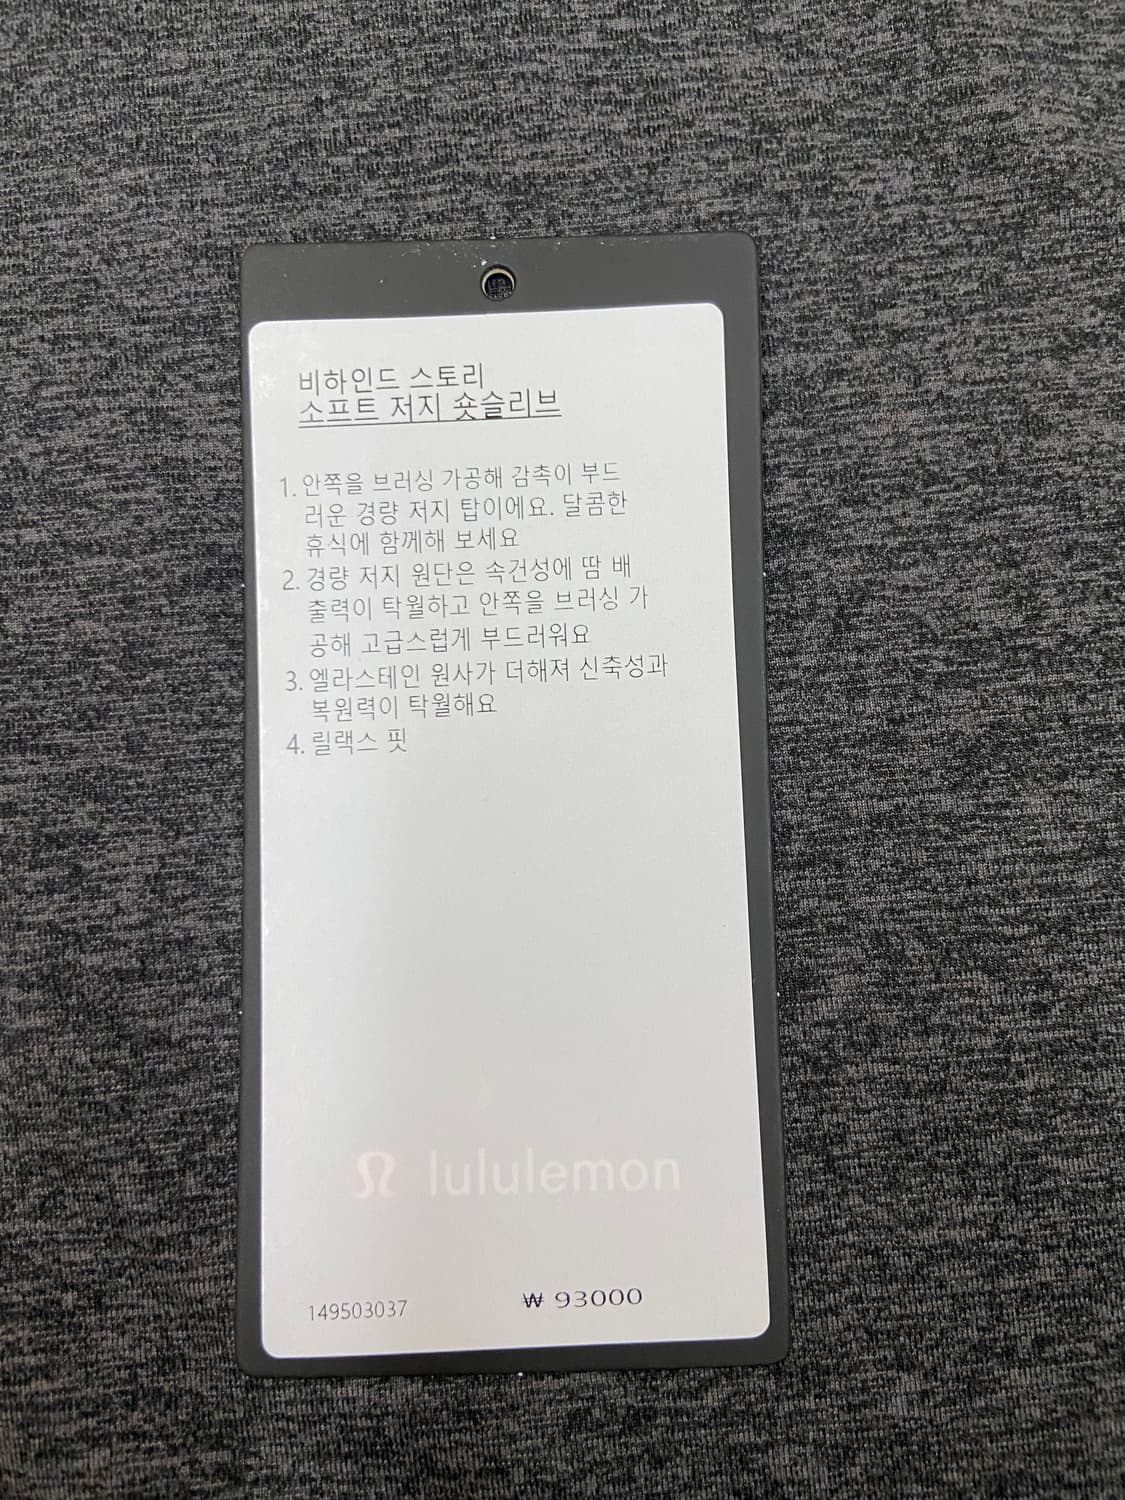 비하인드 스토리
소프트 저지 숏슬리브
1. 안쪽을 브러싱 가공해 감촉이 부드
러운 경량 저지 탑이에요. 달콤한
휴식에 함께해 보세요
2. 경량 저지 원단은 속건성에 땀 배
출력이 탁월하고 안쪽을 브러싱 가
공해 고급스럽게 부드러워요
3. 엘라스테인 원사가 더해져 신축성과
복원력이 탁월해요
4. 릴랙스 핏
lululemon
149503037 ₩ 93000